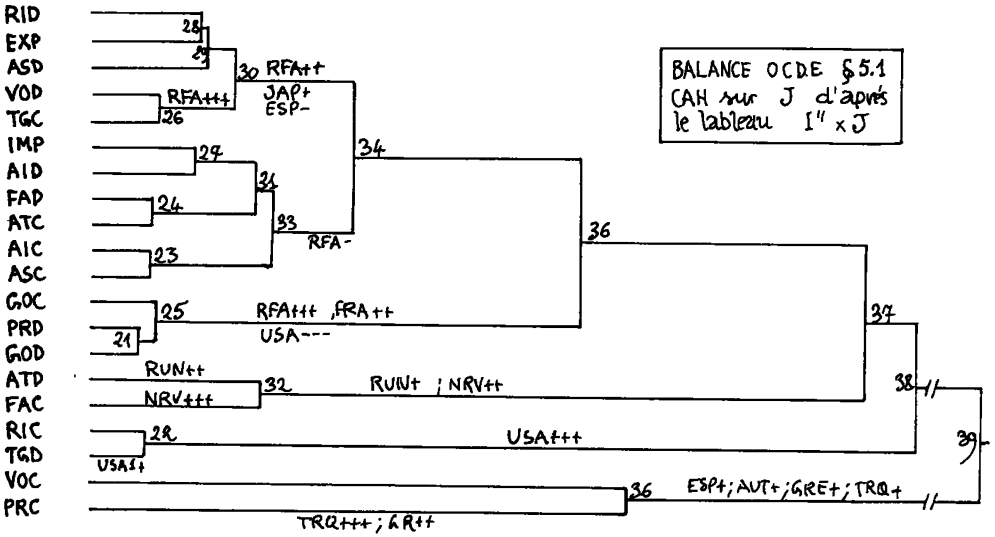 RID
28
EXP
29
ASD
30 RFA++
VOD
RFA+++
JAP+
ESP-
TGC
26
BALANCE OCDE §5.1
CAH sur J d'aprés
le tableau I" x J
IMP
27
AID
34
FAD
31
24
ATC
33
RFA-
36
AIC
23
ASC
GOC
25
RFA+++ ,FRA++
USA---
37
PRD
21
GOD
ATD
RUN++
32
RUN+ ; NRV++
38
FAC
NRV+++
RIC
22
USA+++
39
TGD
USA1+
VOC
36
ESP+; AUT+; GRE+; TRQ+
PRC
TRQ+++; GR++